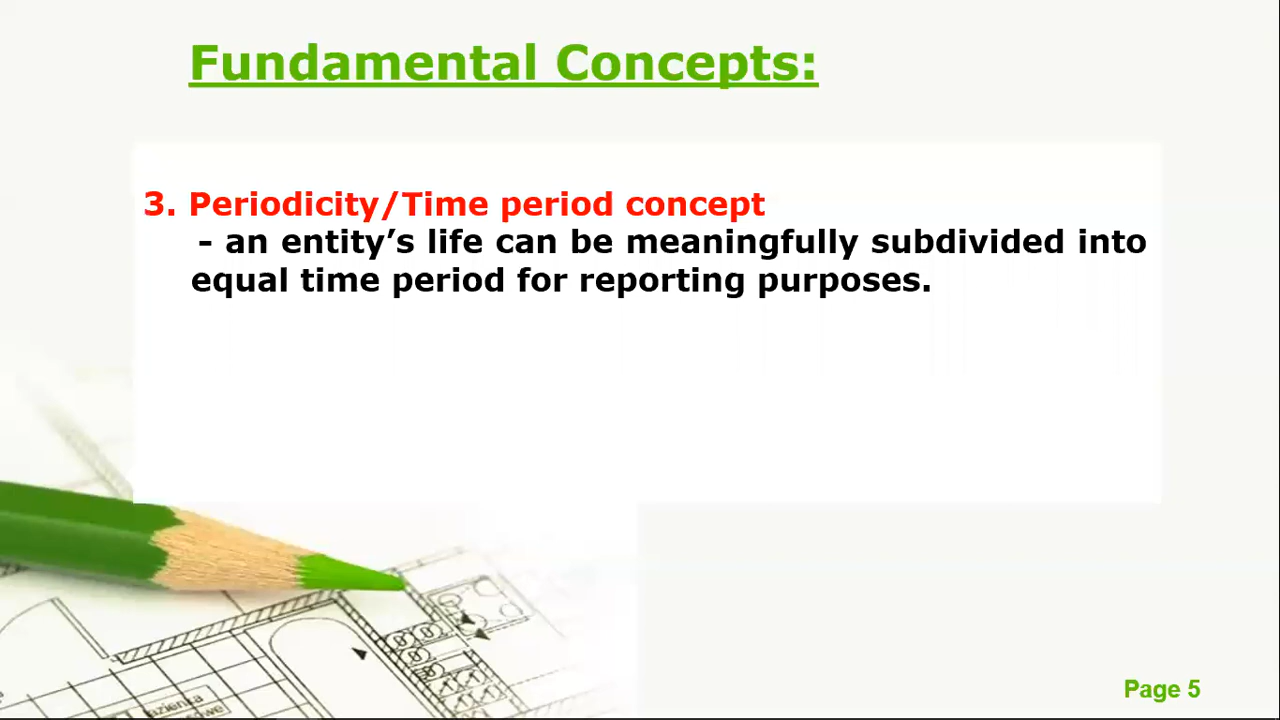 Fundamental Concepts:
3. Periodicity/Time period concept
- an entity’s life can be meaningfully subdivided into
equal time period for reporting purposes.
Page 5